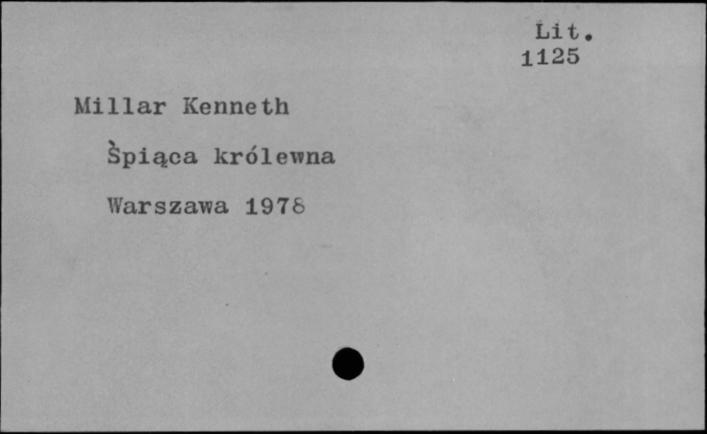 Lit.
1125
Millar Kenneth
Śpiąca królewna
Warszawa 1978